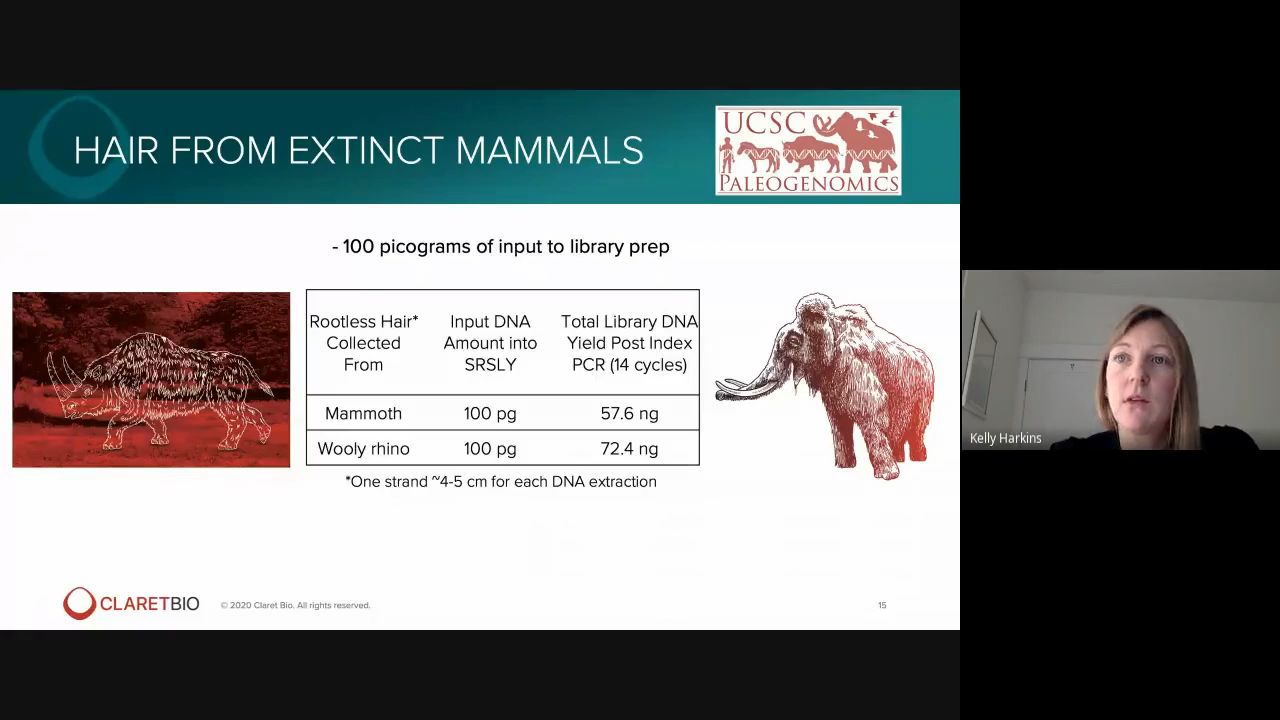 HAIR FROM EXTINCT MAMMALS
UCSC
PALEOGENOMICS
- 100 picograms of input to library prep
Rootless Hair* Collected From
Input DNA Amount into SRSLY
Total Library DNA Yield Post Index PCR (14 cycles)
Mammoth 100 pg 57.6 ng
Wooly rhino 100 pg 72.4 ng
*One strand ~4-5 cm for each DNA extraction
CLARETBIO
© 2020 Claret Bio. All rights reserved.
15
Kelly Harkins